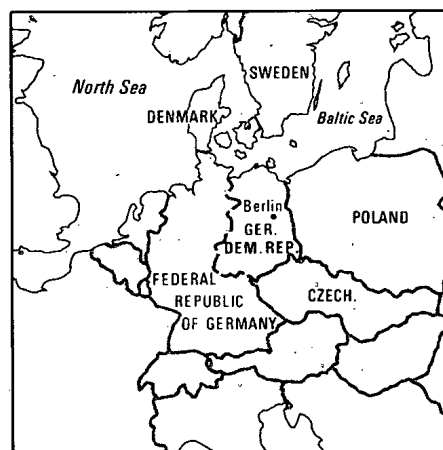 SWEDEN
North Sea
DENMARK
Baltic Sea
Berlin
GER.
DEM. REP.
POLAND
FEDERAL
REPUBLIC
OF GERMANY
CZECH.